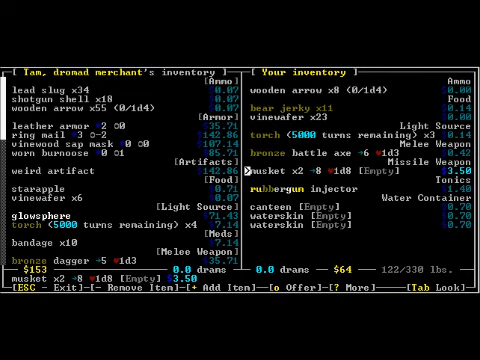 [ Tam, dromad merchant's inventory ]
[Ammo]
lead slug x34 $0.07
shotgun shell x18 $0.07
wooden arrow x55 (0/1d4) $0.07
[Armor]
leather armor ♦2 ○0 $35.71
ring mail ♦3 ○-2 $142.86
vinewood sap mask ♦0 ○0 $107.14
worn burnoose ♦0 ○1 $85.71
[Artifacts]
weird artifact $142.86
[Food]
starapple $0.71
vinewafer x6 $0.07
[Light Source]
glowsphere $71.43
torch (5000 turns remaining) x4 $7.14
[Meds]
bandage x10 $7.14
[Melee Weapon]
bronze dagger →5 ♥1d3 $35.71
$153 0.0 drams
[ Your inventory ]
Ammo
wooden arrow x8 (0/1d4) $0.00
Food
bear jerky x11 $0.14
vinewafer x23 $0.00
Light Source
torch (5000 turns remaining) x3 $0.14
Melee Weapon
bronze battle axe →6 ♥1d3 $0.42
Missile Weapon
musket x2 →8 ♥1d8 [Empty] $3.50
Tonics
rubbergun injector $1.40
Water Container
canteen [Empty] $0.70
waterskin [Empty] $0.70
waterskin [Empty] $0.70
0.0 drams $64 122/330 lbs.
musket x2 →8 ♥1d8 [Empty] $3.50
[ESC - Exit] [- Remove Item] [+ Add Item] [o Offer] [? More] [Tab Look]